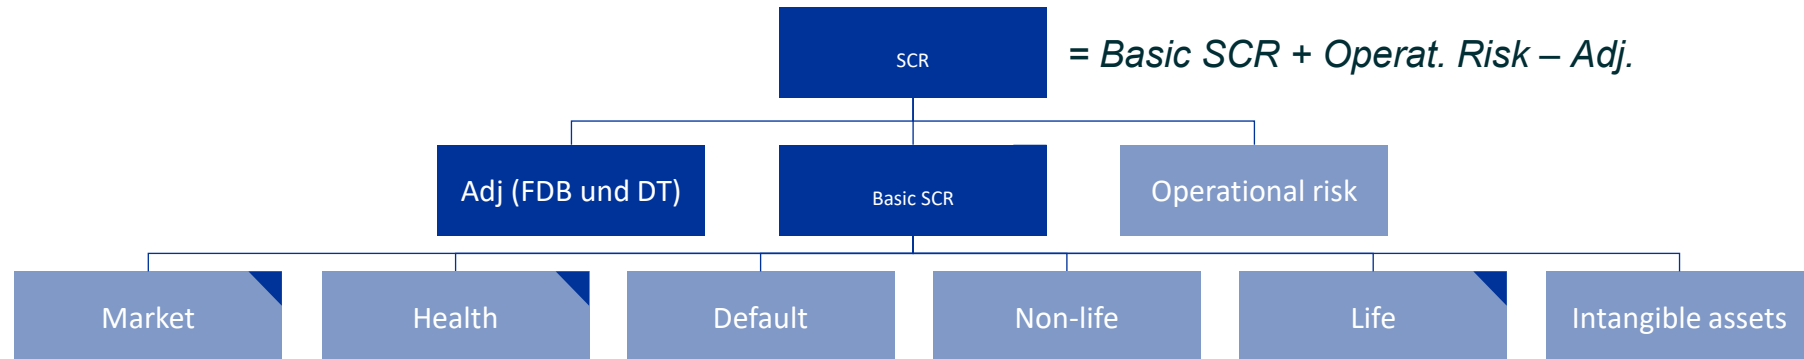 SCR
= Basic SCR + Operat. Risk – Adj.
Adj (FDB und DT)
Basic SCR
Operational risk
Market
Health
Default
Non-life
Life
Intangible assets